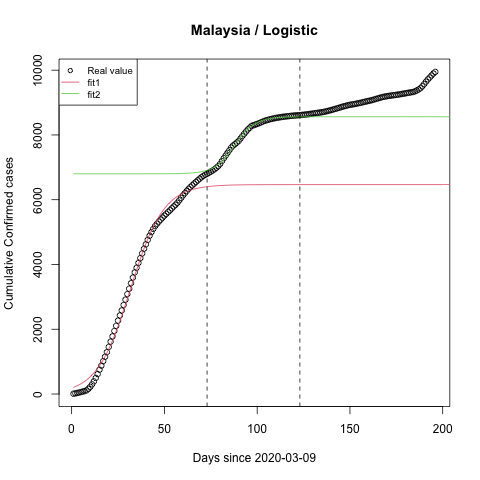 Malaysia / Logistic
Real value
fit1
fit2
Cumulative Confirmed cases
10000
8000
6000
4000
2000
0
0 50 100 150 200
Days since 2020-03-09